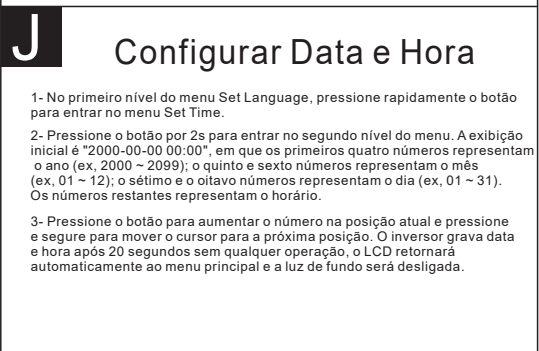 J
Configurar Data e Hora
1- No primeiro nível do menu Set Language, pressione rapidamente o botão
para entrar no menu Set Time.
2- Pressione o botão por 2s para entrar no segundo nível do menu. A exibição
inicial é "2000-00-00 00:00", em que os primeiros quatro números representam
o ano (ex, 2000 ~ 2099); o quinto e sexto números representam o mês
(ex, 01 ~ 12); o sétimo e o oitavo números representam o dia (ex, 01 ~ 31).
Os números restantes representam o horário.
3- Pressione o botão para aumentar o número na posição atual e pressione
e segure para mover o cursor para a próxima posição. O inversor grava data
e hora após 20 segundos sem qualquer operação, o LCD retornará
automaticamente ao menu principal e a luz de fundo será desligada.